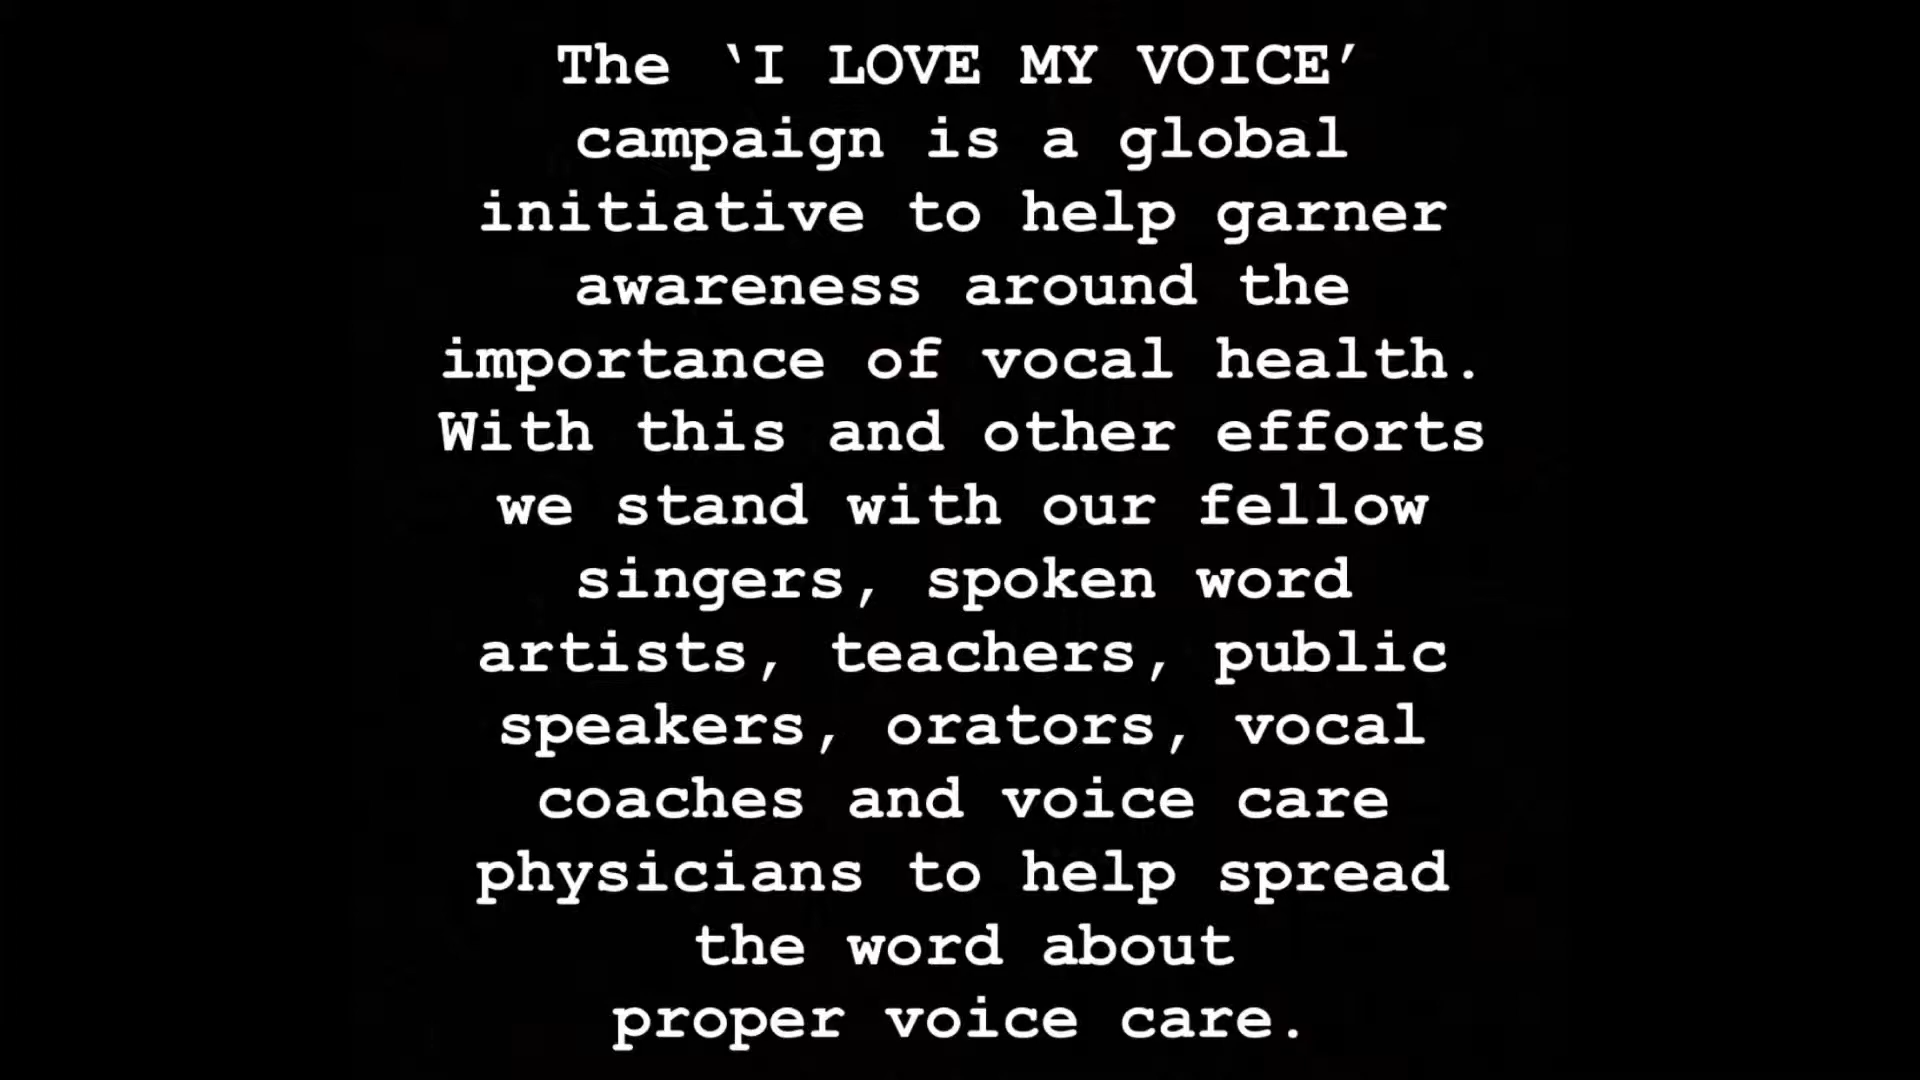 The ‘I LOVE MY VOICE’
campaign is a global
initiative to help garner
awareness around the
importance of vocal health.
With this and other efforts
we stand with our fellow
singers, spoken word
artists, teachers, public
speakers, orators, vocal
coaches and voice care
physicians to help spread
the word about
proper voice care.